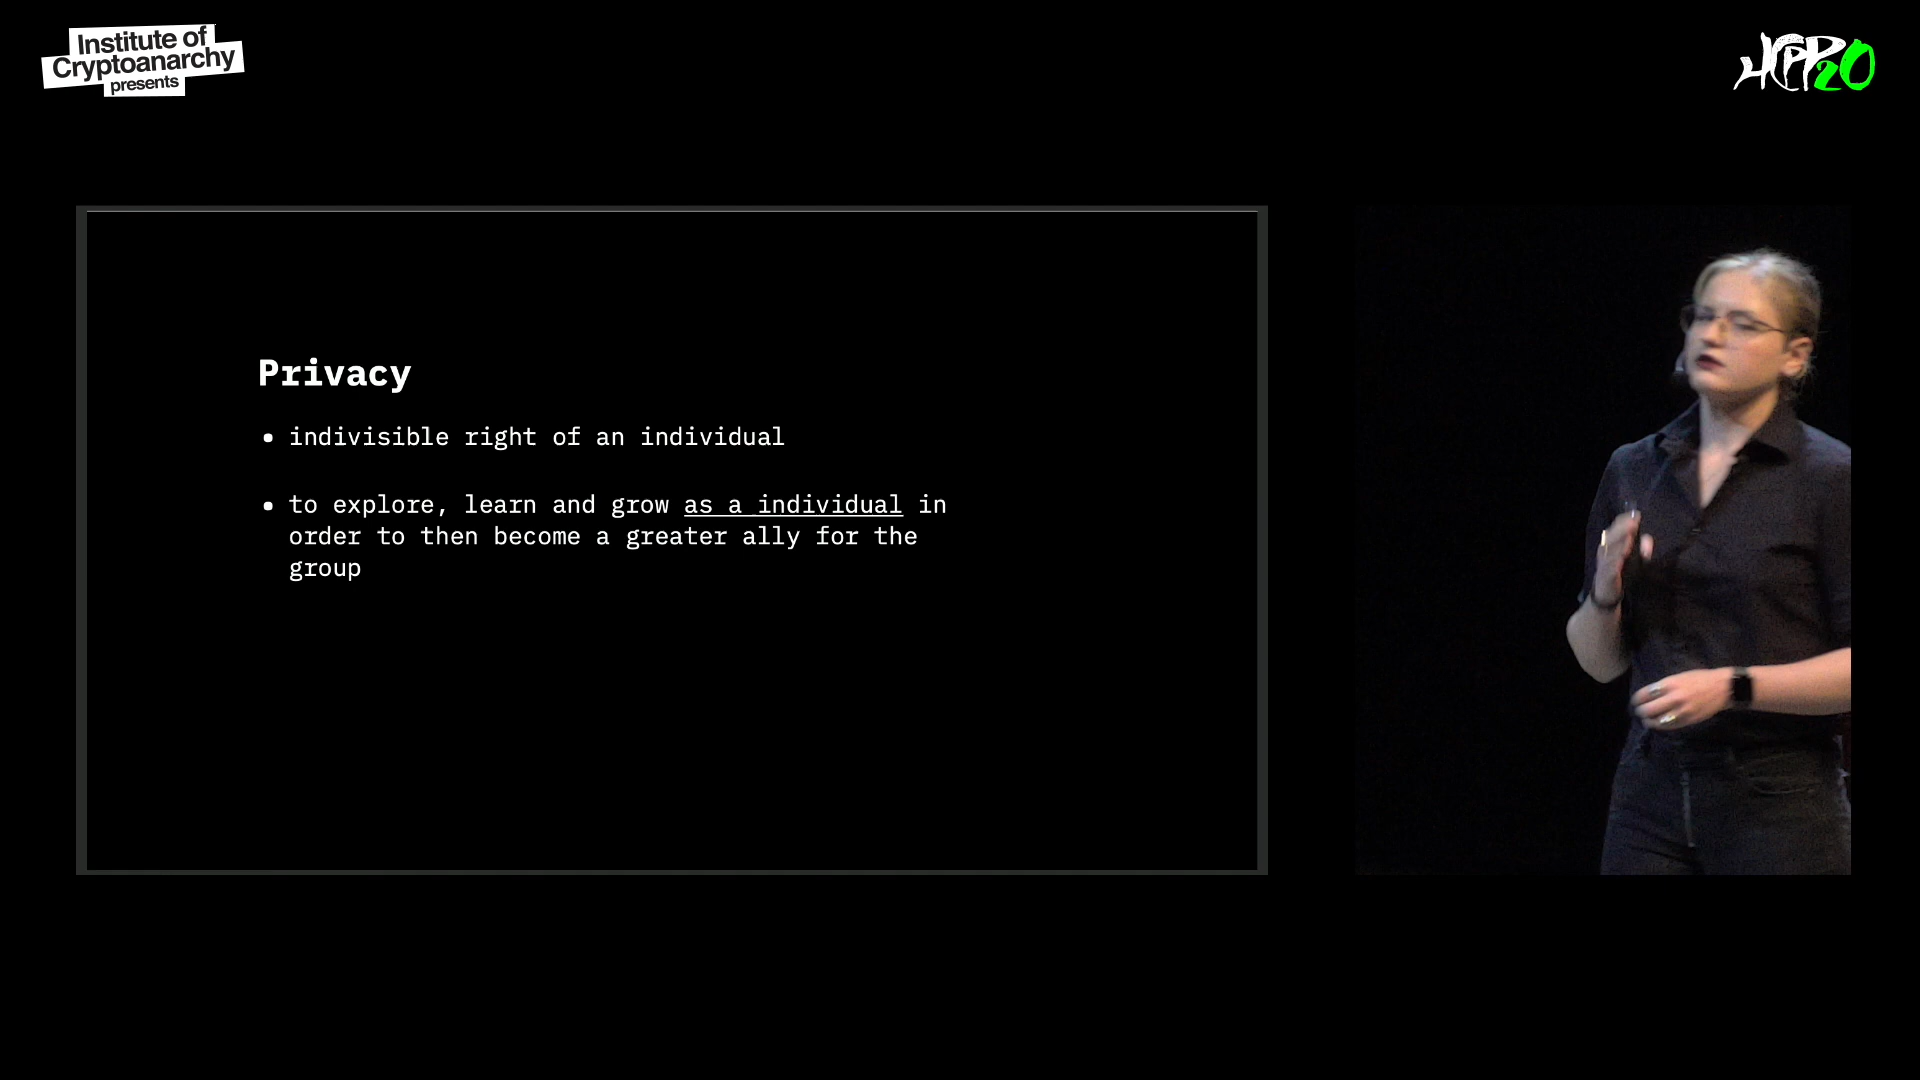 Institute of
Cryptoanarchy
presents
HCPP20
Privacy
• indivisible right of an individual
• to explore, learn and grow as a individual in
order to then become a greater ally for the
group